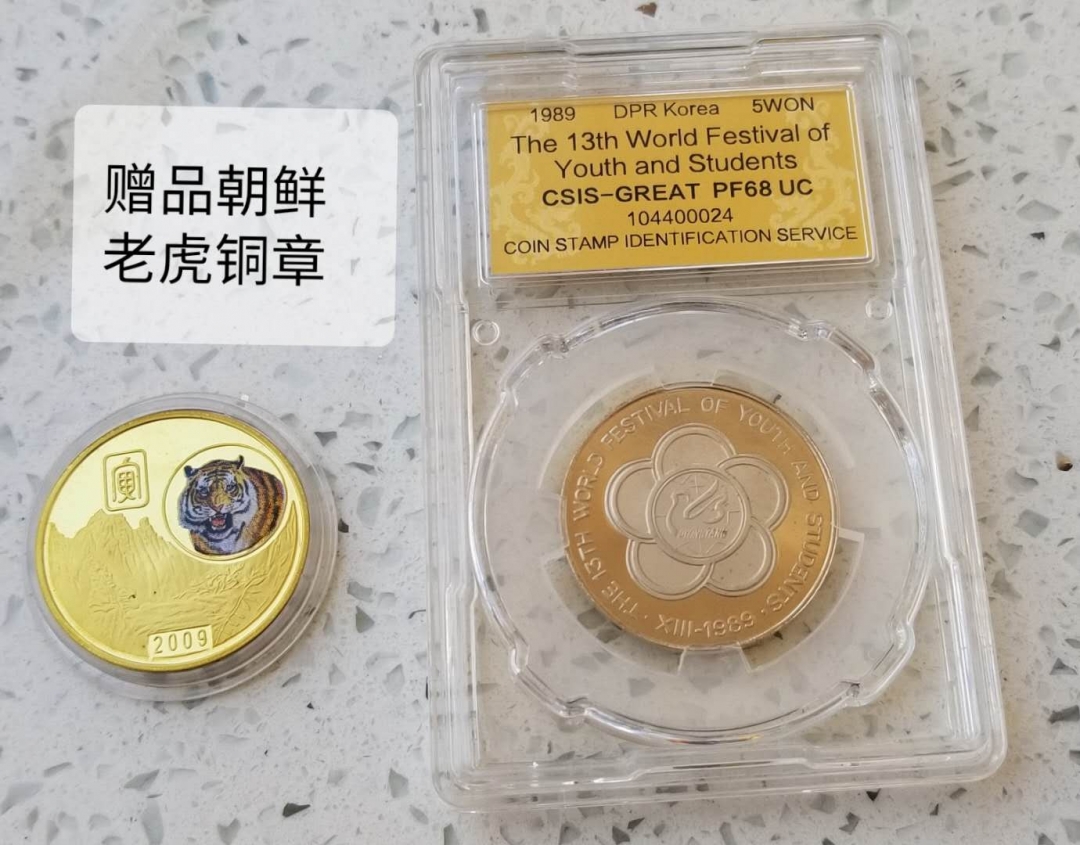 赠品朝鲜
老虎铜章
1989 DPR Korea 5WON
The 13th World Festival of
Youth and Students
CSIS-GREAT PF68 UC
104400024
COIN STAMP IDENTIFICATION SERVICE
寅
2009
THE 13TH WORLD FESTIVAL OF YOUTH AND STUDENTS
XIII-1989